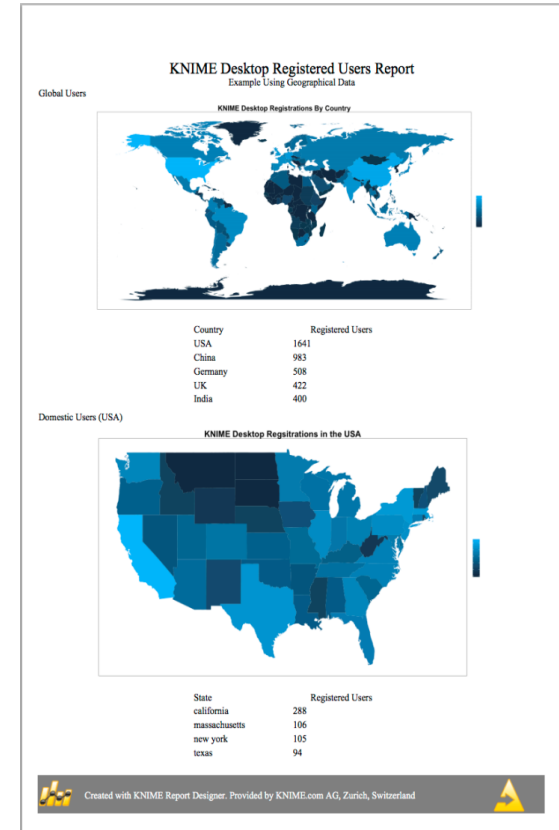 KNIME Desktop Registered Users Report
Example Using Geographical Data
Global Users
KNIME Desktop Registrations By Country
Country Registered Users
USA 1641
China 983
Germany 508
UK 422
India 400
Domestic Users (USA)
KNIME Desktop Regsitrations in the USA
State Registered Users
california 288
massachusetts 106
new york 105
texas 94
Created with KNIME Report Designer. Provided by KNIME.com AG, Zurich, Switzerland